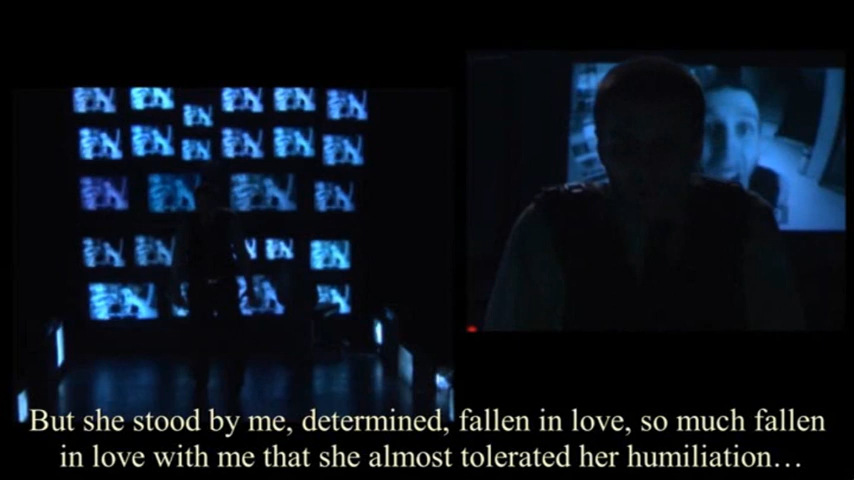 But she stood by me, determined, fallen in love, so much fallen
in love with me that she almost tolerated her humiliation…